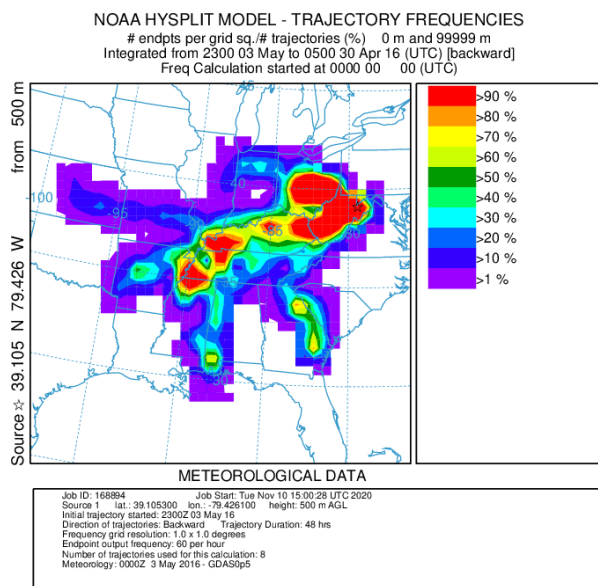 NOAA HYSPLIT MODEL - TRAJECTORY FREQUENCIES
# endpts per grid sq./# trajectories (%)    0 m and 99999 m
Integrated from 2300 03 May to 0500 30 Apr 16 (UTC) [backward]
Freq Calculation started at 0000 00    00 (UTC)
Source ☆ 39.105 N 79.426 W from 500 m
-100
-95
-85
-80
-45
40
35
30
>90 %
>80 %
>70 %
>60 %
>50 %
>40 %
>30 %
>20 %
>10 %
>1 %
METEOROLOGICAL DATA
Job ID: 168894    Job Start: Tue Nov 10 15:00:28 UTC 2020
Source 1    lat.: 39.105300    lon.: -79.426100    height: 500 m AGL
Initial trajectory started: 2300Z 03 May 16
Direction of trajectories: Backward    Trajectory Duration: 48 hrs
Frequency grid resolution: 1.0 x 1.0 degrees
Endpoint output frequency: 60 per hour
Number of trajectories used for this calculation: 8
Meteorology: 0000Z  3 May 2016 - GDAS0p5